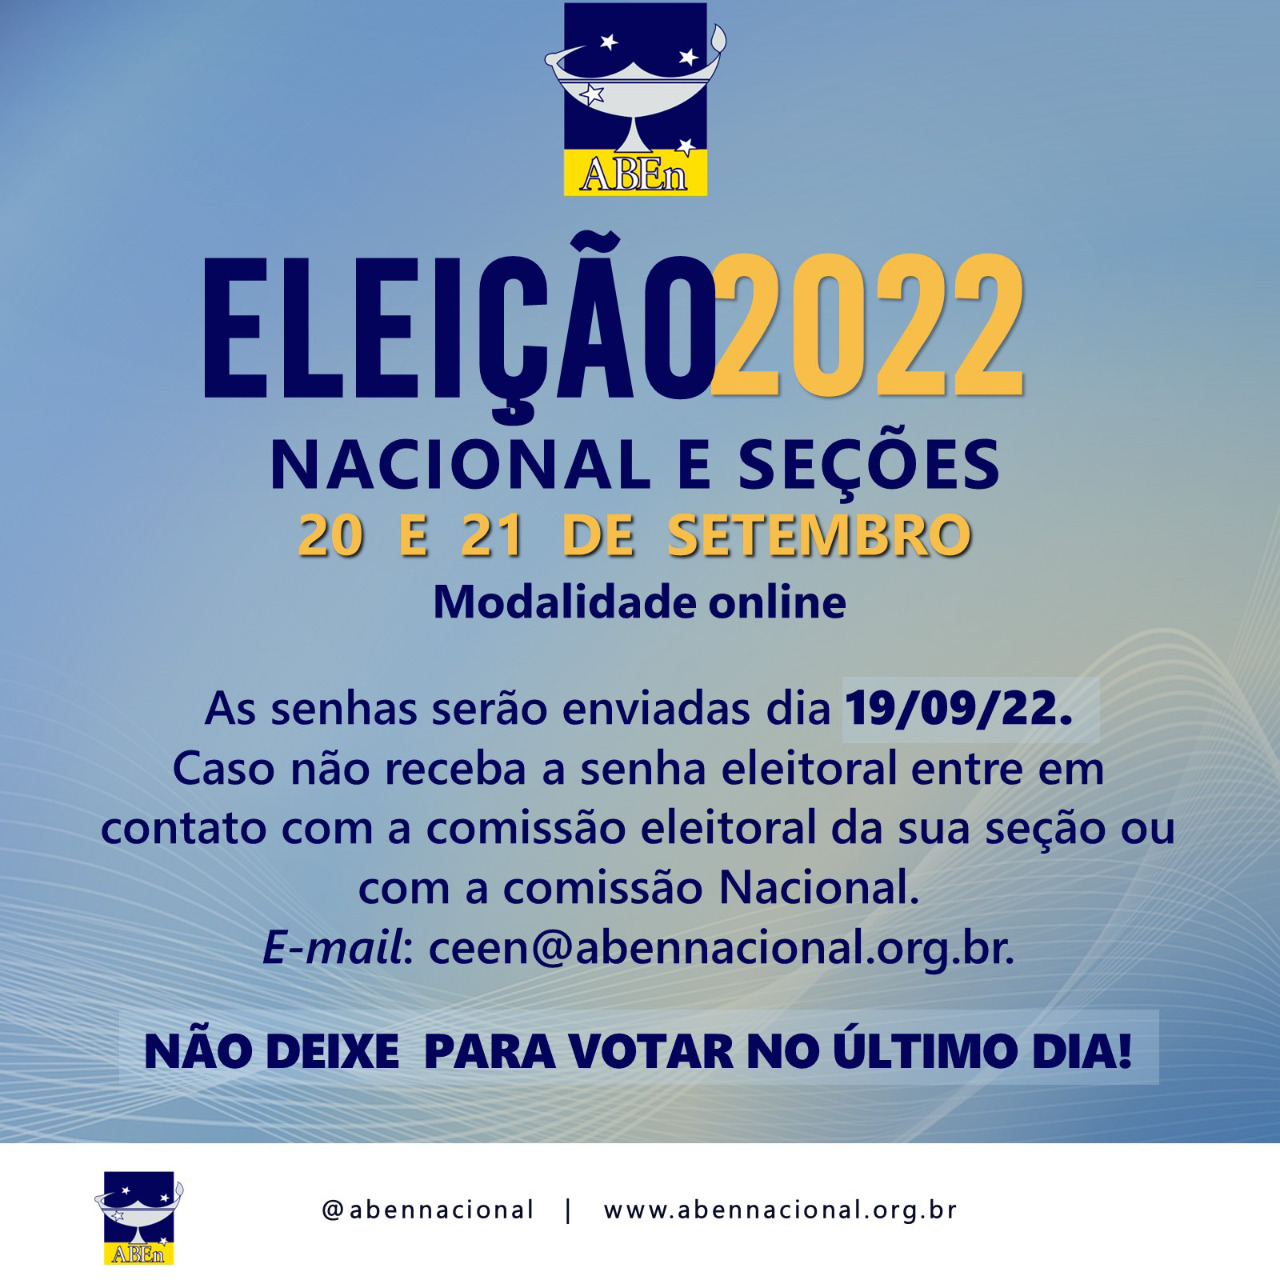 ABEn
ELEIÇÃO2022
NACIONAL E SEÇÕES
20 E 21 DE SETEMBRO
Modalidade online
As senhas serão enviadas dia 19/09/22.
Caso não receba a senha eleitoral entre em
contato com a comissão eleitoral da sua seção ou
com a comissão Nacional.
E-mail: ceen@abennacional.org.br.
NÃO DEIXE PARA VOTAR NO ÚLTIMO DIA!
ABEn
@abennacional | www.abennacional.org.br